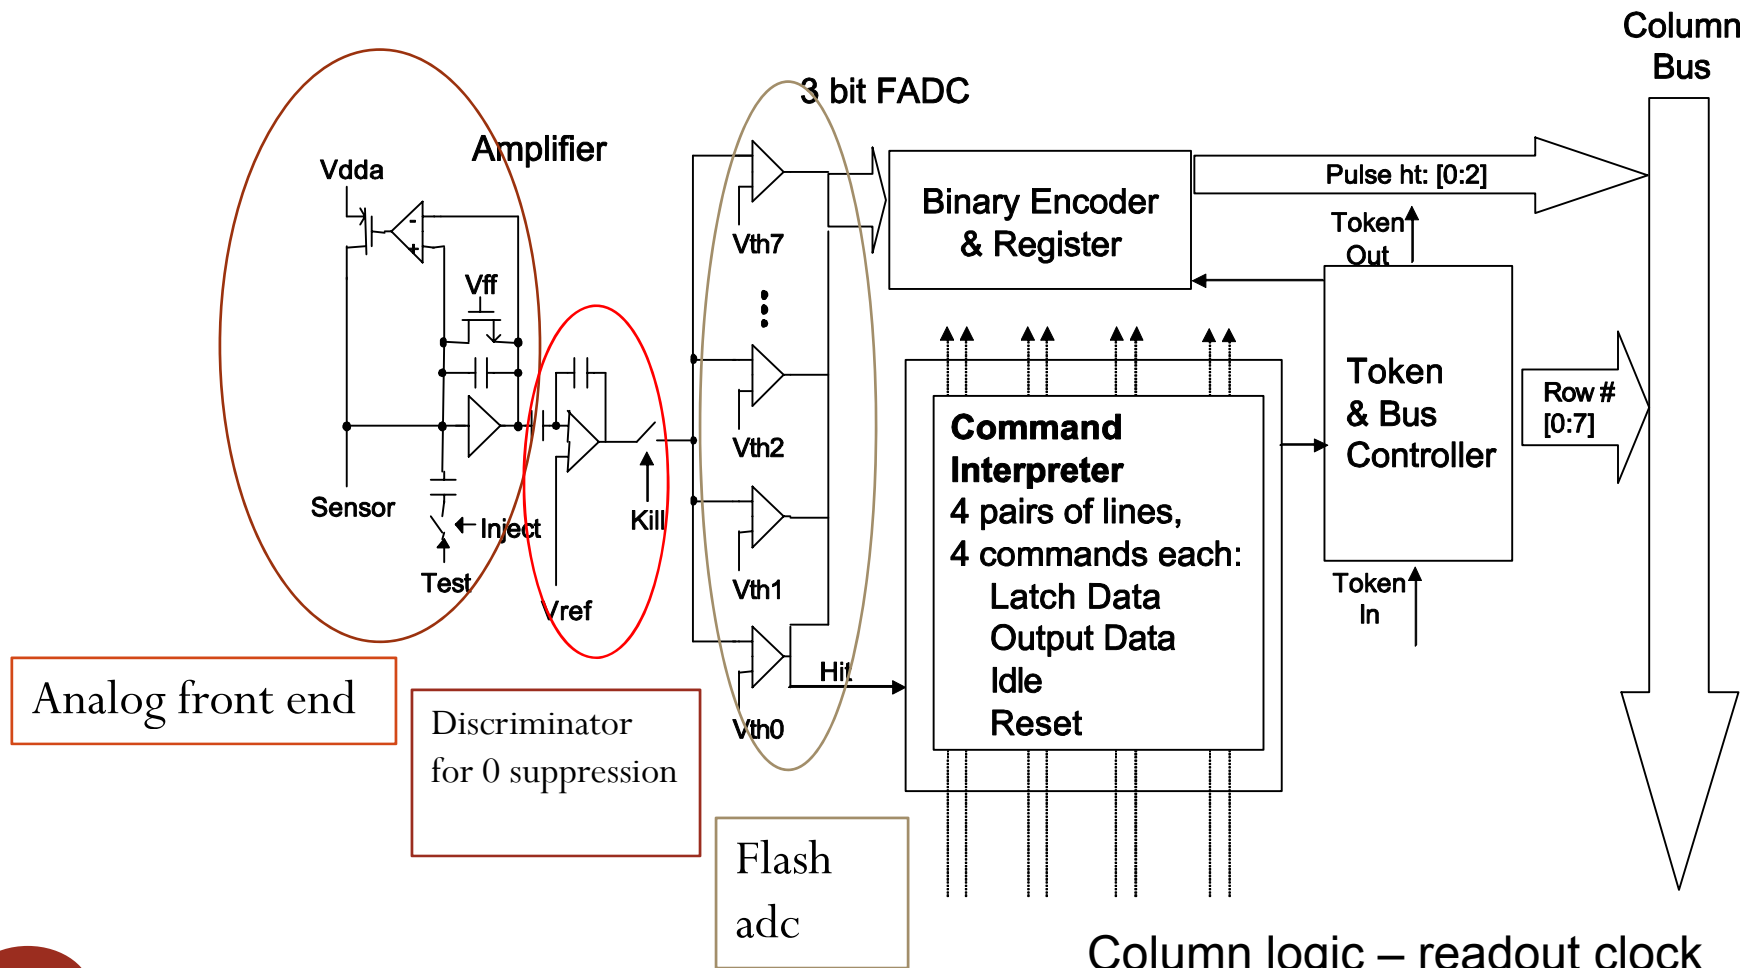 Column
Bus
3 bit FADC
Amplifier
Vdda
Vff
-
+
Sensor
Inject
Test
Vref
Kill
Vth7
Vth2
Vth1
Vth0
Hit
Binary Encoder
& Register
Pulse ht: [0:2]
Token
Out
Token
& Bus
Controller
Row #
[0:7]
Token
In
Command
Interpreter
4 pairs of lines,
4 commands each:
Latch Data
Output Data
Idle
Reset
Analog front end
Discriminator
for 0 suppression
Flash
adc
Column logic – readout clock